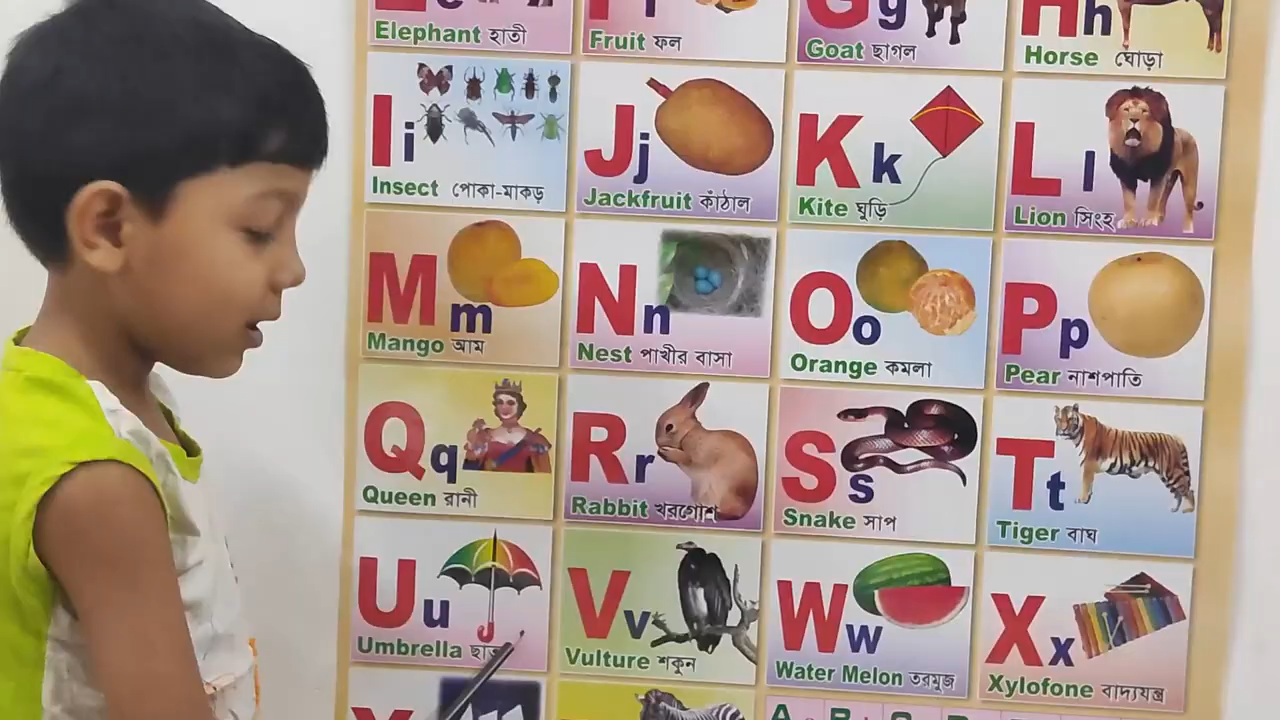 Elephant হাতী
Fruit ফল
Gg
Goat ছাগল
Hh
Horse ঘোড়া
Ii
Insect পোকা-মাকড়
Jj
Jackfruit কাঁঠাল
Kk
Kite ঘুড়ি
Ll
Lion সিংহ
Mm
Mango আম
Nn
Nest পাখীর বাসা
Oo
Orange কমলা
Pp
Pear নাশপাতি
Qq
Queen রানী
Rr
Rabbit খরগোশ
Ss
Snake সাপ
Tt
Tiger বাঘ
Uu
Umbrella
Vv
Vulture শকুন
Ww
Water Melon তরমুজ
Xx
Xylofone বাদ্যযন্ত্র